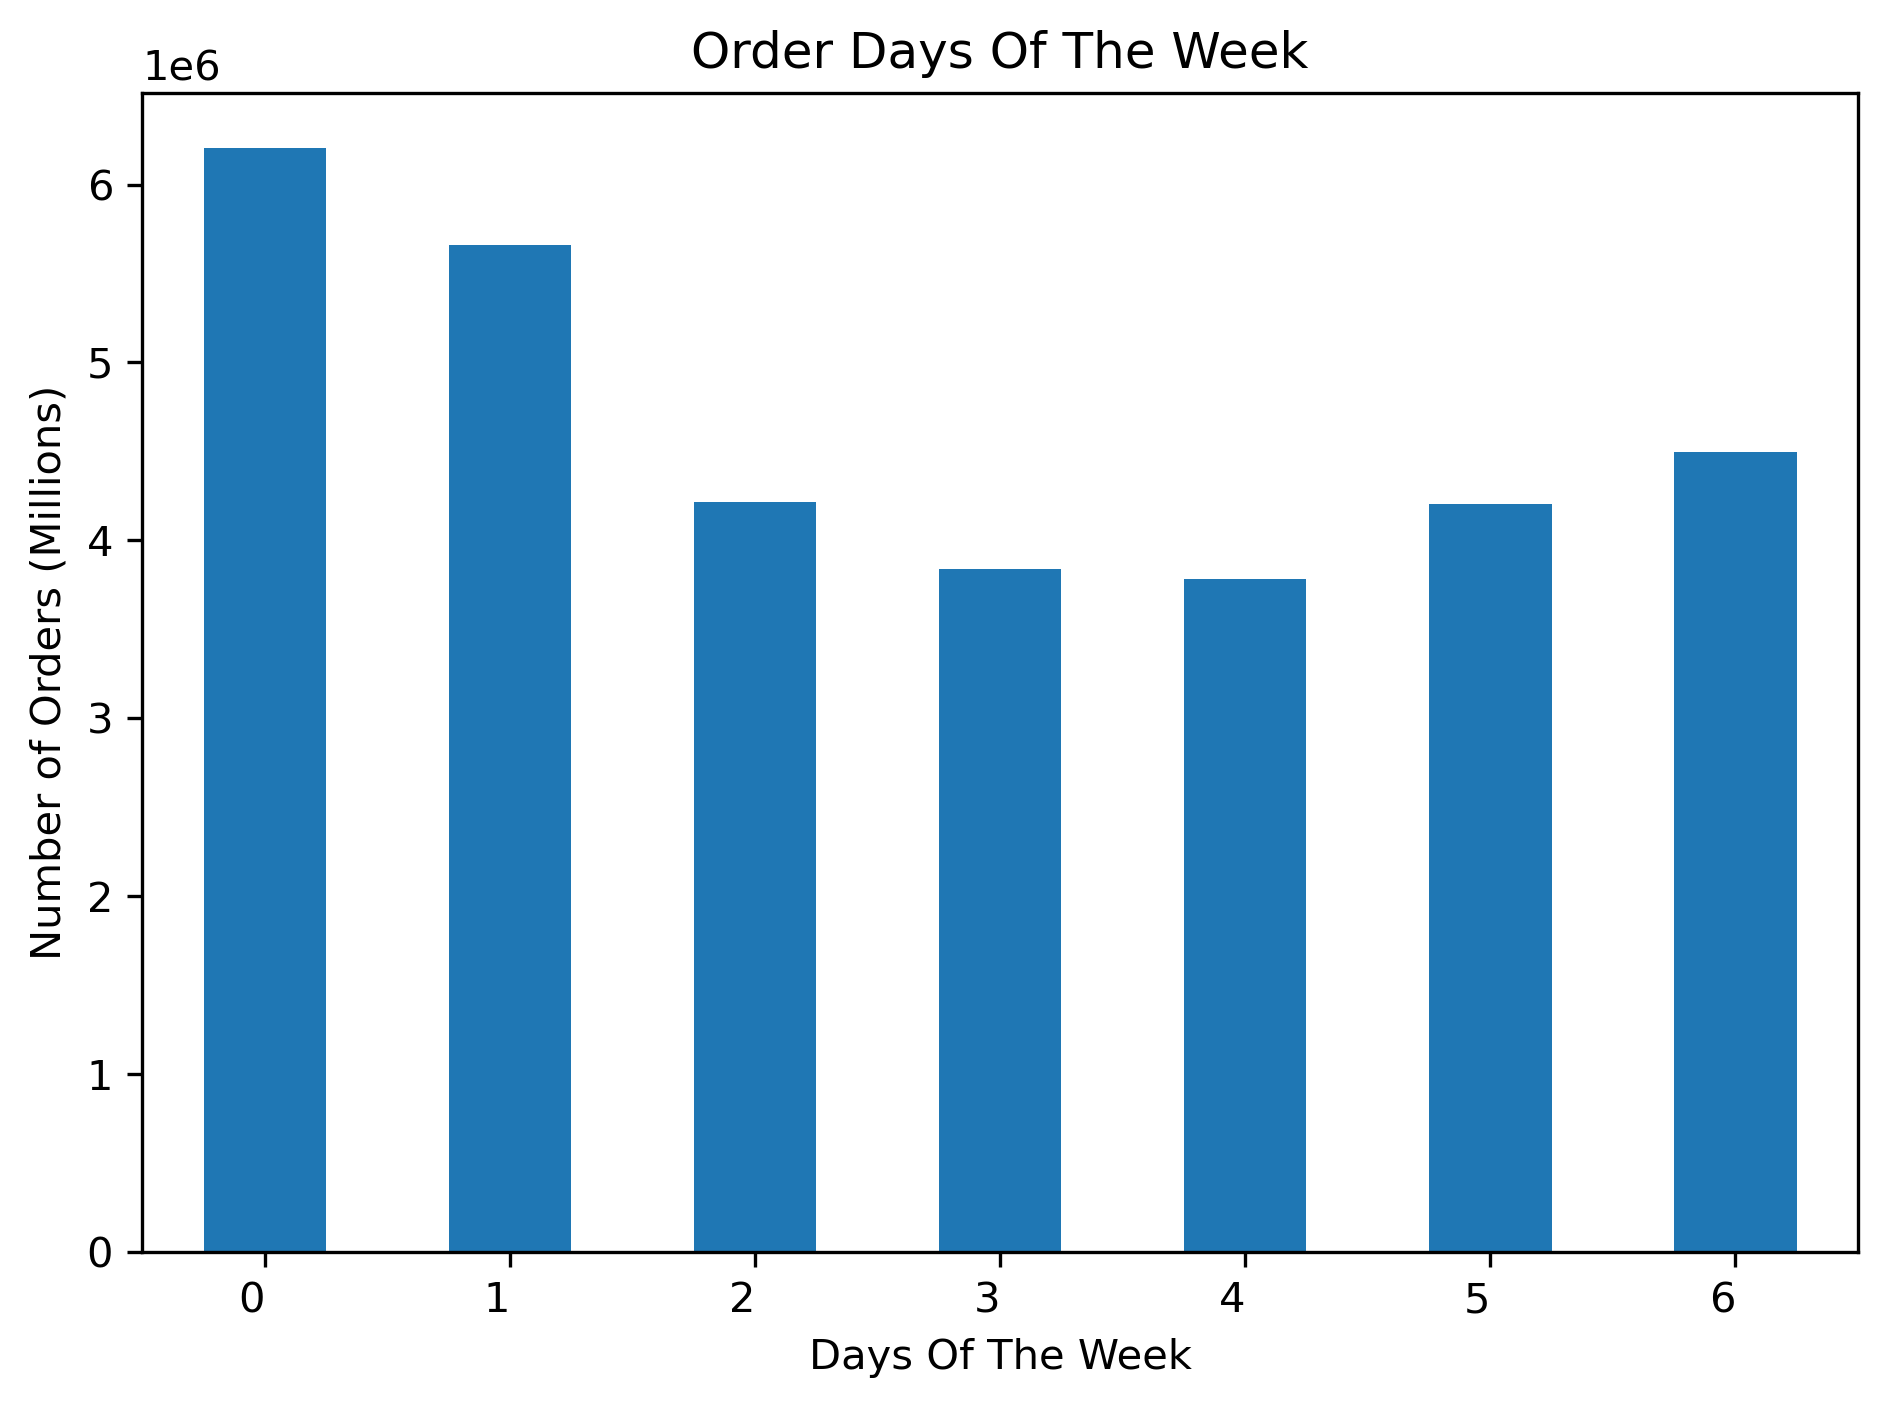 Order Days Of The Week
1e6
6
5
4
3
2
1
0
Number of Orders (Millions)
0 1 2 3 4 5 6
Days Of The Week